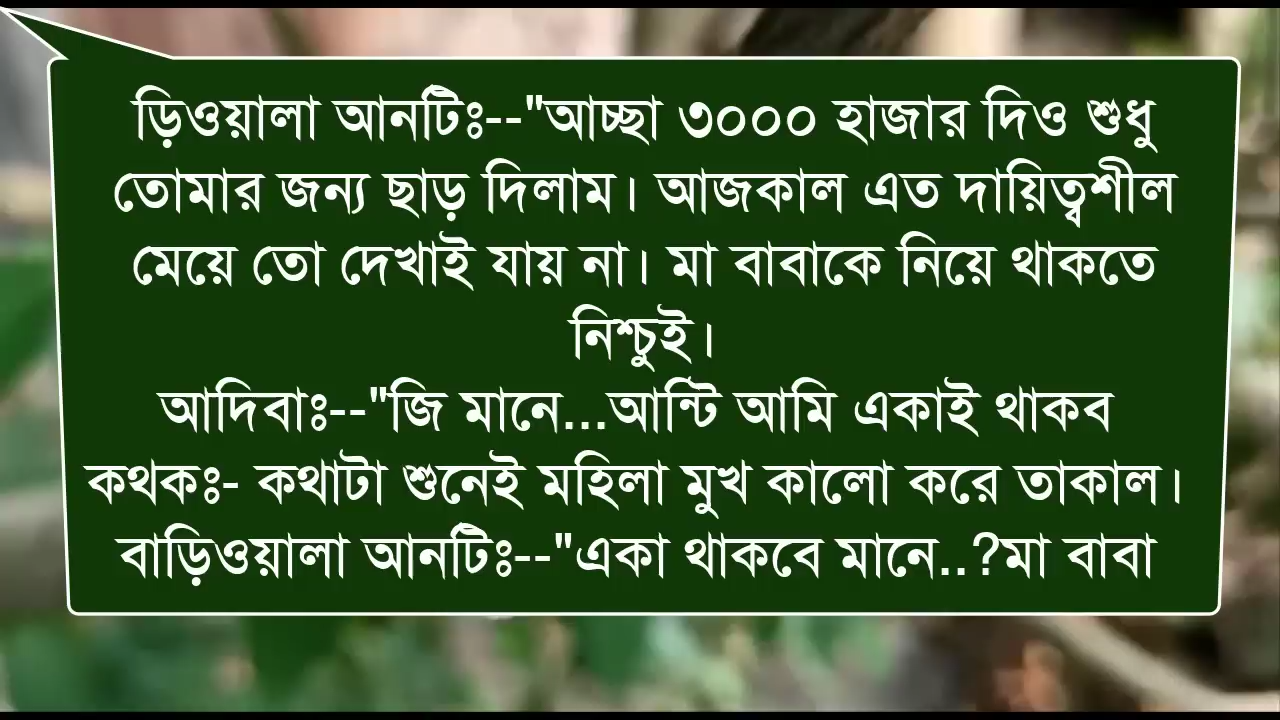 ড়িওয়ালা আনটিঃ--"আচ্ছা ৩০০০ হাজার দিও শুধু
তোমার জন্য ছাড় দিলাম। আজকাল এত দায়িত্বশীল
মেয়ে তো দেখাই যায় না। মা বাবাকে নিয়ে থাকতে
নিশ্চুই।
আদিবাঃ--"জি মানে...আন্টি আমি একাই থাকব
কথকঃ- কথাটা শুনেই মহিলা মুখ কালো করে তাকাল।
বাড়িওয়ালা আনটিঃ--"একা থাকবে মানে..?মা বাবা